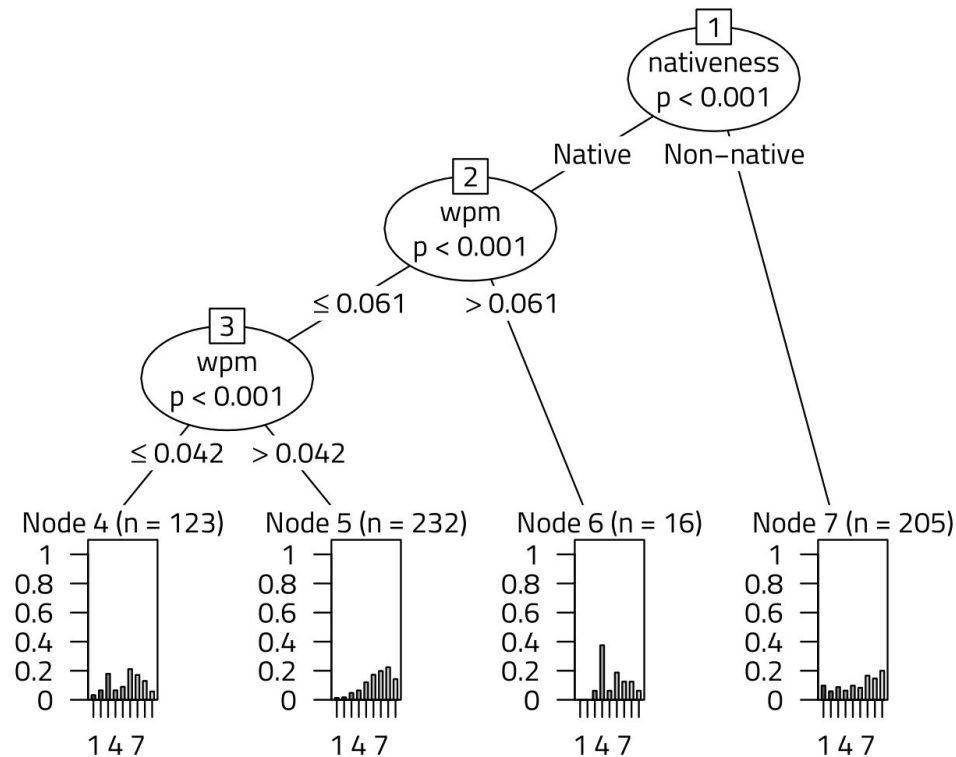 1
nativeness
p < 0.001
Native
Non−native
2
wpm
p < 0.001
≤ 0.061
> 0.061
3
wpm
p < 0.001
≤ 0.042
> 0.042
Node 4 (n = 123)
1
0.8
0.6
0.4
0.2
0
1 4 7
Node 5 (n = 232)
1
0.8
0.6
0.4
0.2
0
1 4 7
Node 6 (n = 16)
1
0.8
0.6
0.4
0.2
0
1 4 7
Node 7 (n = 205)
1
0.8
0.6
0.4
0.2
0
1 4 7